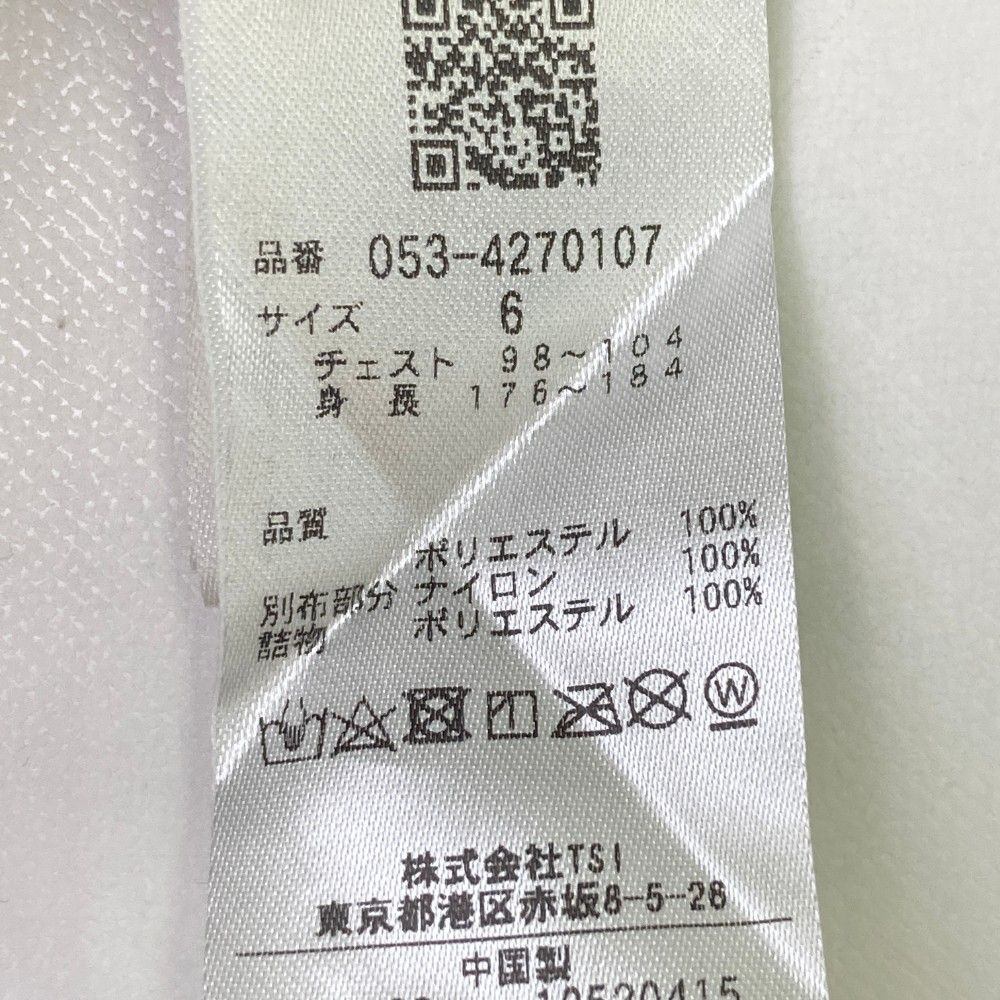 品番 053-4270107
サイズ 6
チェスト 98～104
身長 176～184
品質 ポリエステル 100%
別布部分 ナイロン 100%
詰物 ポリエステル 100%
W
株式会社TSI
東京都港区赤坂8-5-28
中国製
10530415